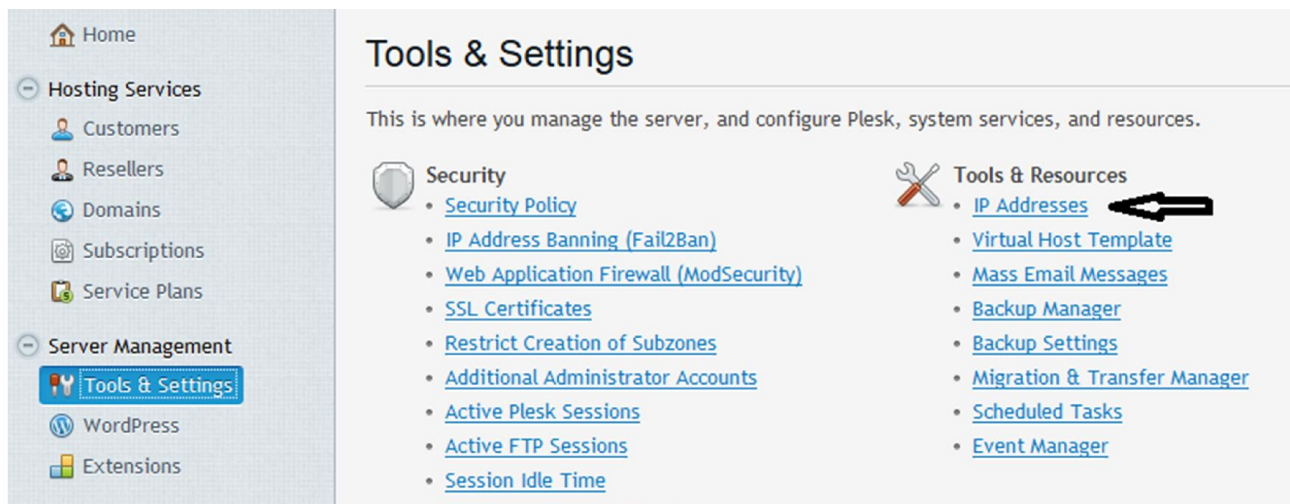 Home
Hosting Services
Customers
Resellers
Domains
Subscriptions
Service Plans
Server Management
Tools & Settings
WordPress
Extensions
Tools & Settings
This is where you manage the server, and configure Plesk, system services, and resources.
Security
Security Policy
IP Address Banning (Fail2Ban)
Web Application Firewall (ModSecurity)
SSL Certificates
Restrict Creation of Subzones
Additional Administrator Accounts
Active Plesk Sessions
Active FTP Sessions
Session Idle Time
Tools & Resources
IP Addresses
Virtual Host Template
Mass Email Messages
Backup Manager
Backup Settings
Migration & Transfer Manager
Scheduled Tasks
Event Manager